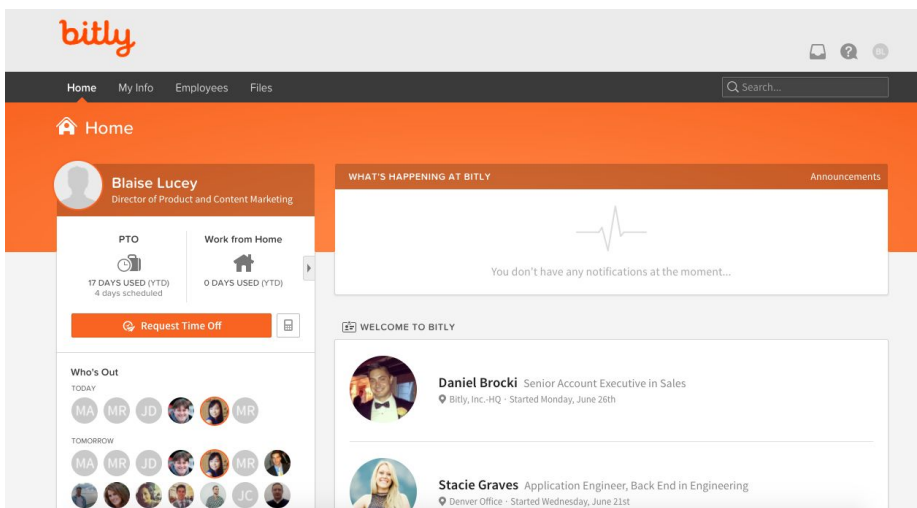 bitly
BL
Home My Info Employees Files
Search...
Home
Blaise Lucey
Director of Product and Content Marketing
PTO
17 DAYS USED (YTD)
4 days scheduled
Work from Home
0 DAYS USED (YTD)
Request Time Off
Who's Out
TODAY
MA MR JD MR
TOMORROW
MA MR JD MR
JC
WHAT'S HAPPENING AT BITLY Announcements
You don't have any notifications at the moment...
WELCOME TO BITLY
Daniel Brocki Senior Account Executive in Sales
Bitly, Inc.-HQ · Started Monday, June 26th
Stacie Graves Application Engineer, Back End in Engineering
Denver Office · Started Wednesday, June 21st